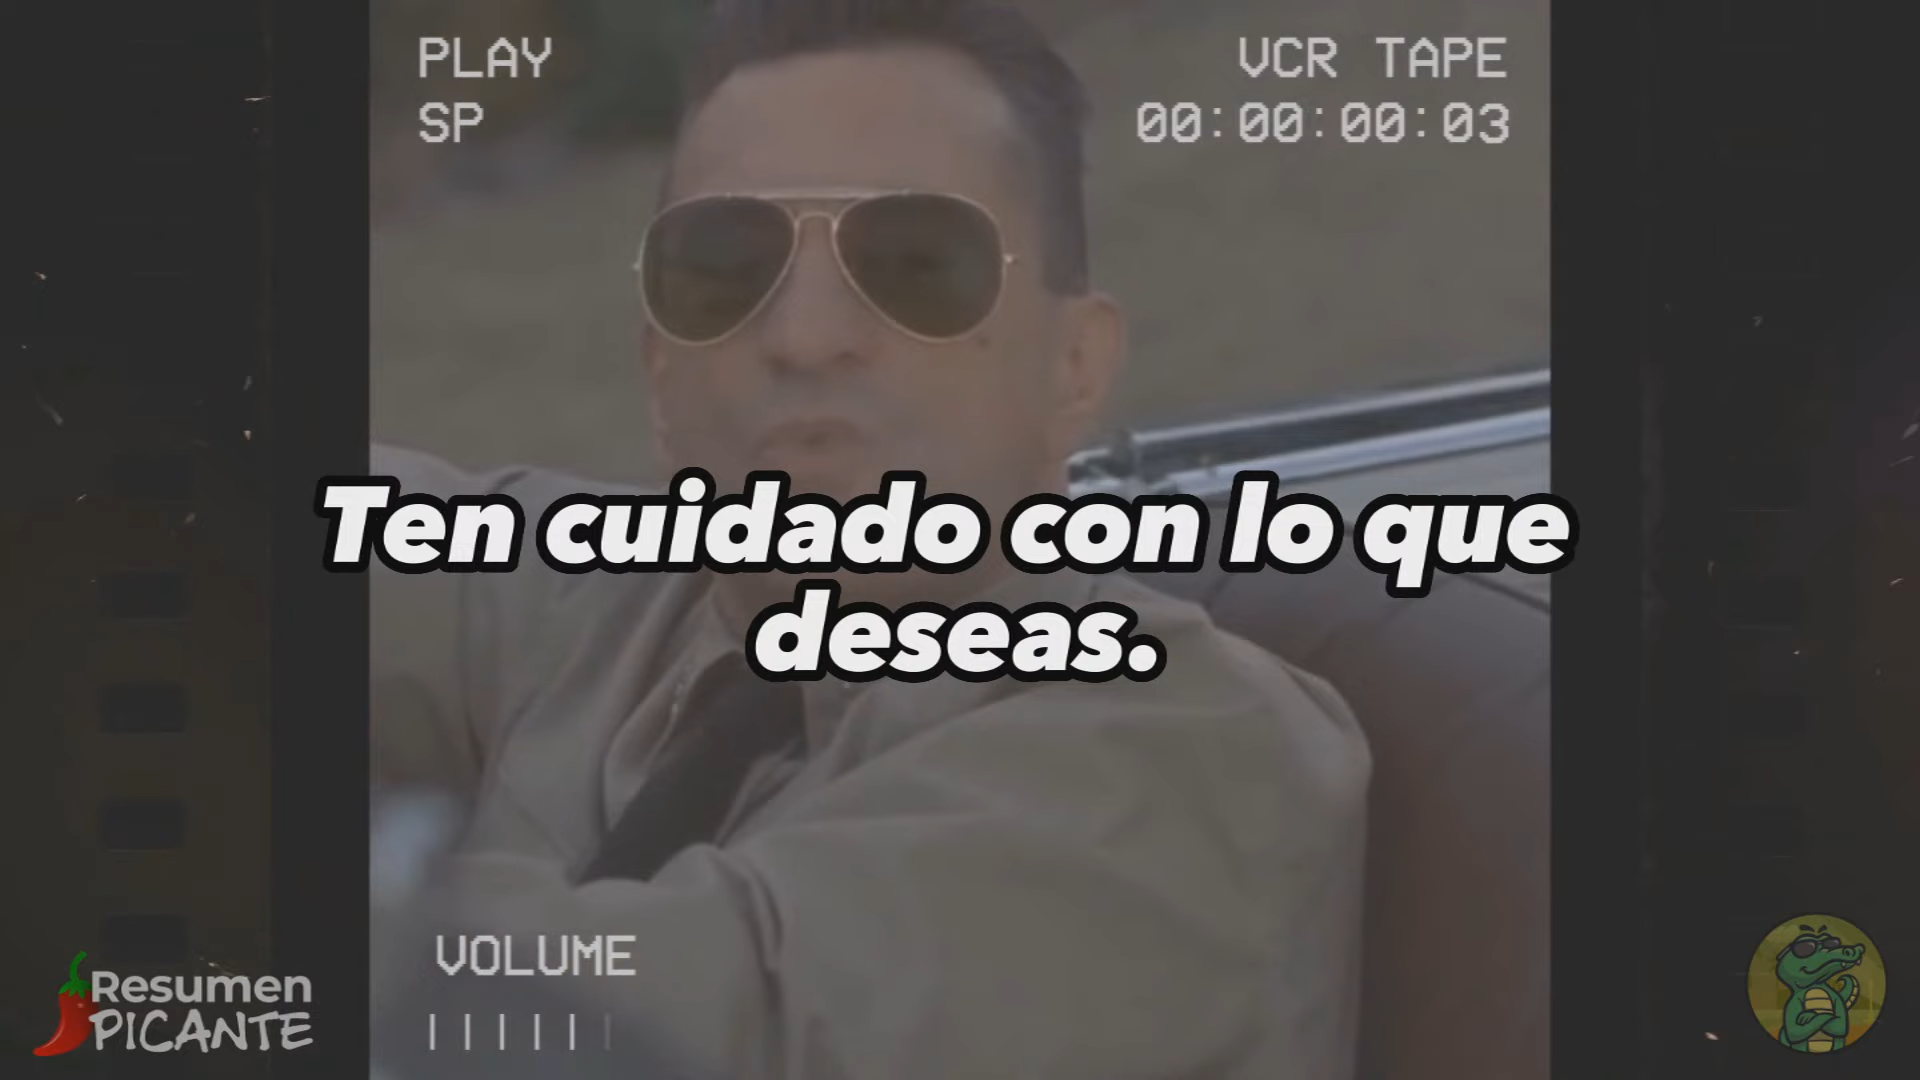 PLAY
VCR TAPE
SP
00:00:00:03
Ten cuidado con lo que
deseas.
VOLUME
Resumen
PICANTE